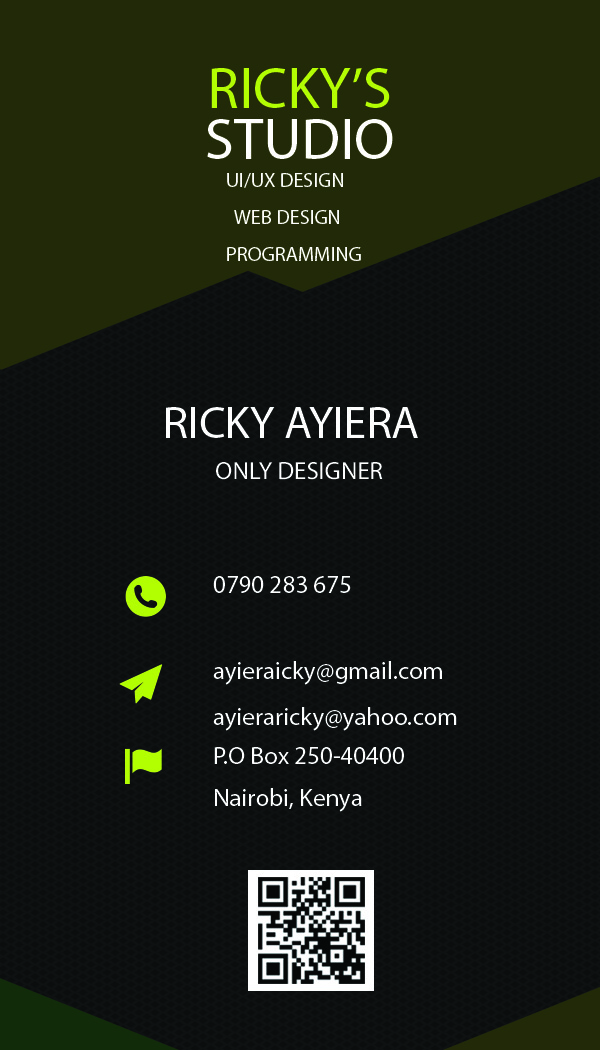 RICKY’S
STUDIO
UI/UX DESIGN
WEB DESIGN
PROGRAMMING
RICKY AYIERA
ONLY DESIGNER
0790 283 675
ayieraicky@gmail.com
ayieraricky@yahoo.com
P.O Box 250-40400
Nairobi, Kenya